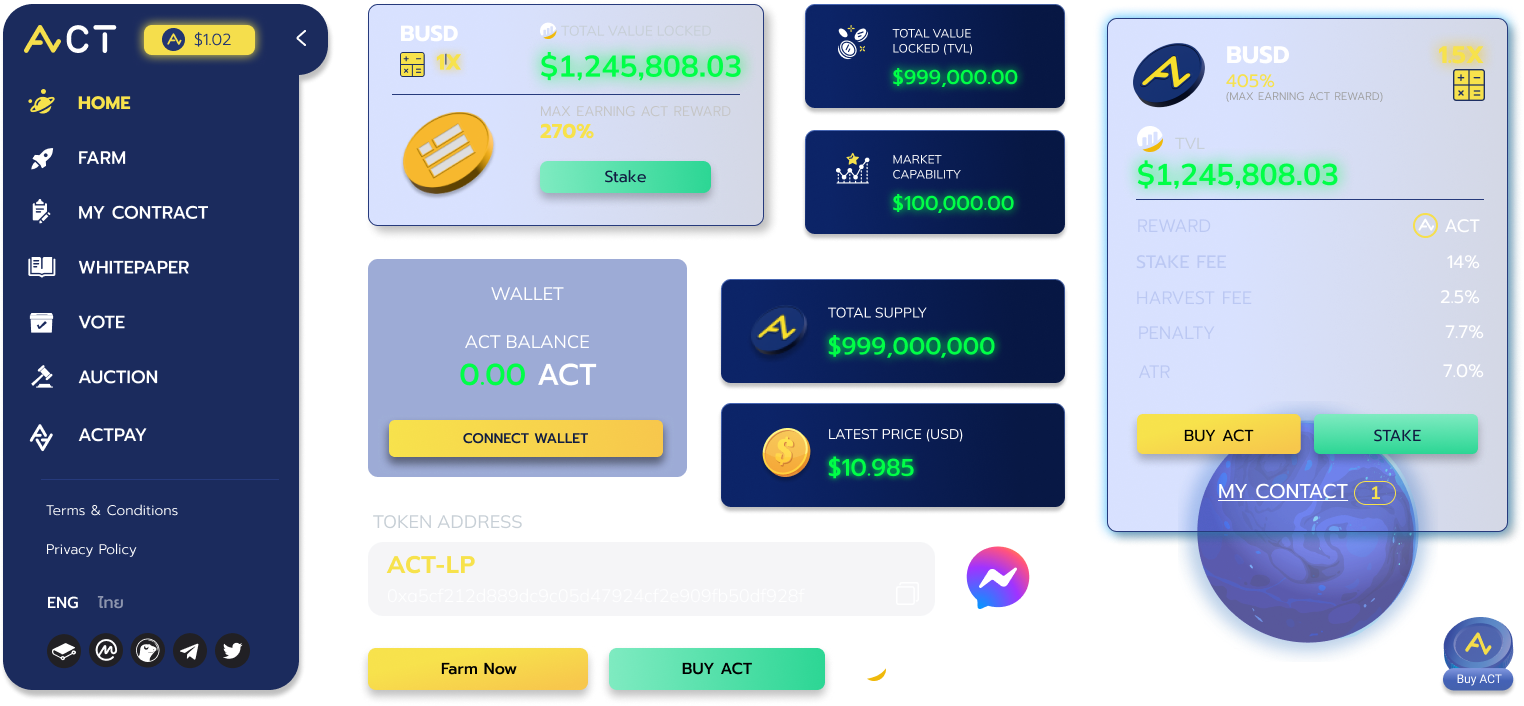 ACT
$1.02
HOME
FARM
MY CONTRACT
WHITEPAPER
VOTE
AUCTION
ACTPAY
Terms & Conditions
Privacy Policy
ENG ไทย
BUSD
1X
TOTAL VALUE LOCKED
$1,245,808.03
MAX EARNING ACT REWARD
270%
Stake
TOTAL VALUE
LOCKED (TVL)
$999,000.00
MARKET
CAPABILITY
$100,000.00
WALLET
ACT BALANCE
0.00 ACT
CONNECT WALLET
TOTAL SUPPLY
$999,000,000
LATEST PRICE (USD)
$10.985
TOKEN ADDRESS
ACT-LP
0xa5cf212d889dc9c05d47924cf2e909fb50df928f
Farm Now
BUY ACT
BUSD
1.5X
405%
(MAX EARNING ACT REWARD)
TVL
$1,245,808.03
REWARD ACT
STAKE FEE 14%
HARVEST FEE 2.5%
PENALTY 7.7%
ATR 7.0%
BUY ACT
STAKE
MY CONTACT 1
Buy ACT